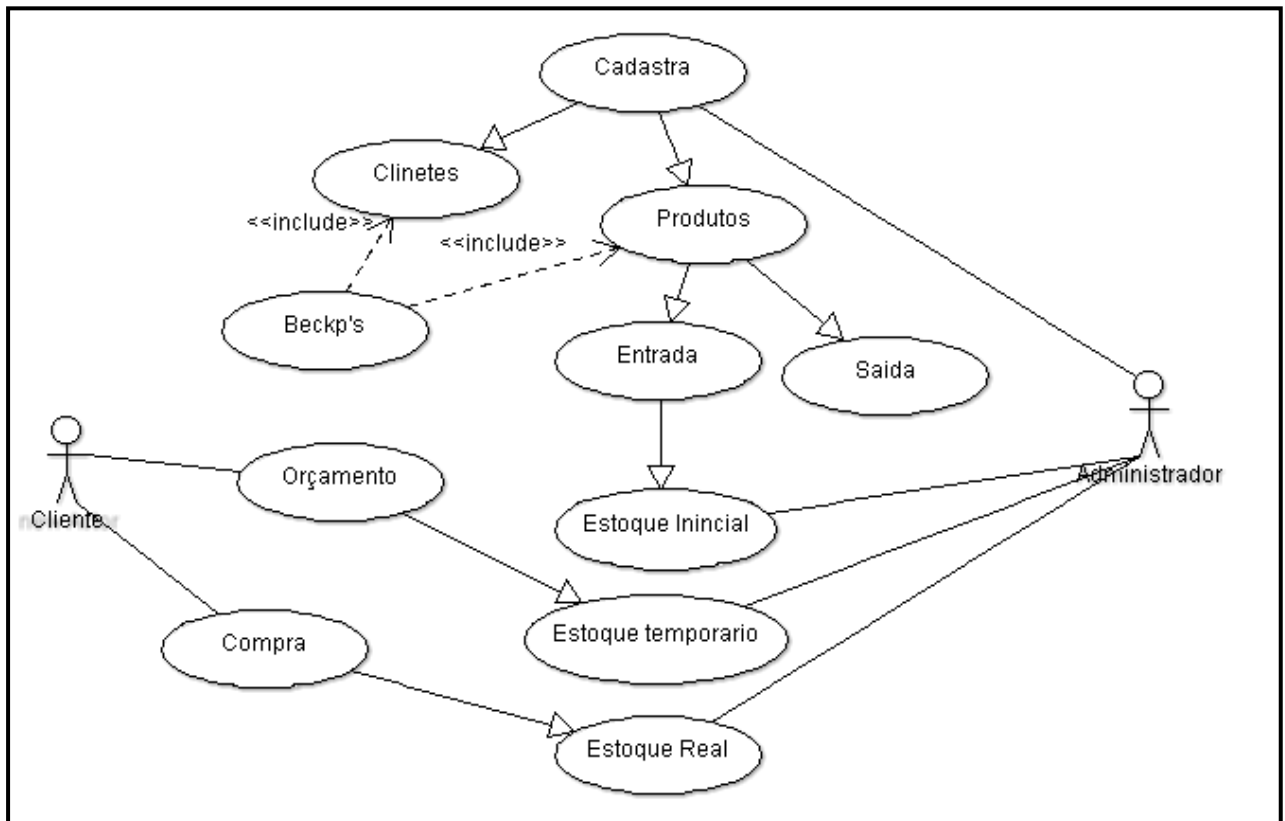 Cadastra
Clinetes
<<include>>
Produtos
<<include>>
Beckp's
Entrada
Saida
Orçamento
Administrador
Cliente
Estoque Inincial
Estoque temporario
Compra
Estoque Real